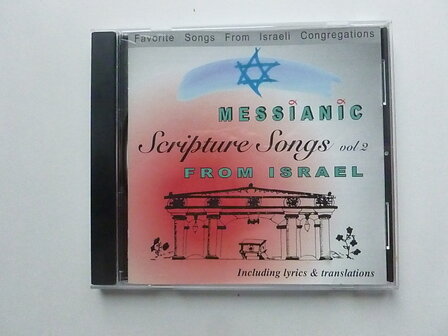 Favorite Songs From Israeli Congregations
MESSIANIC
Scripture Songs vol 2
FROM ISRAEL
Including lyrics & translations